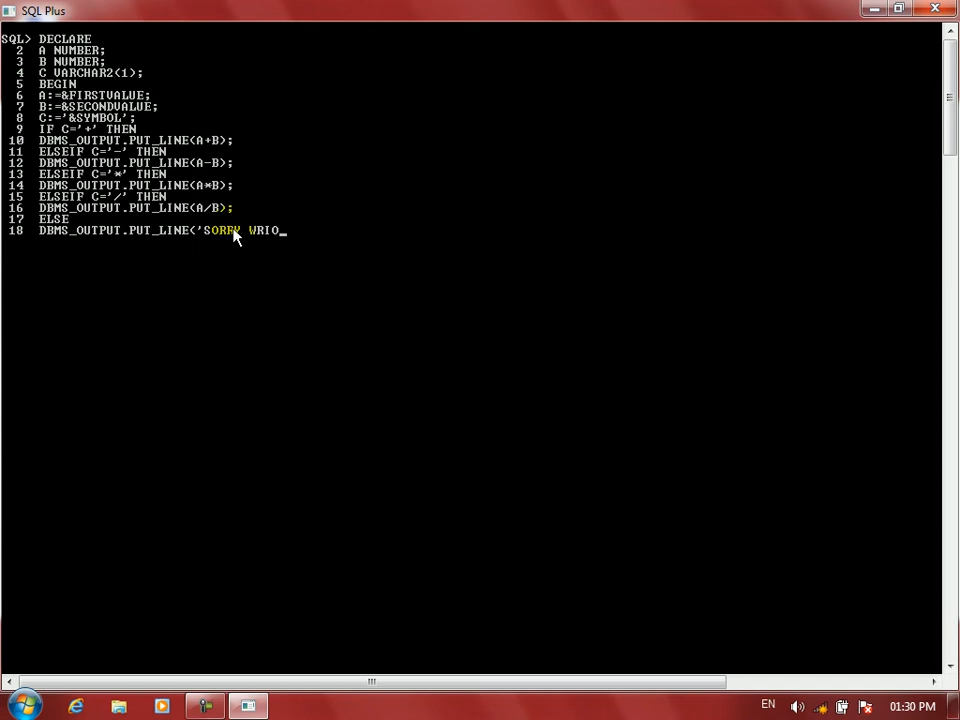 SQL Plus
SQL> DECLARE
2 A NUMBER;
3 B NUMBER;
4 C VARCHAR2(1);
5 BEGIN
6 A:=&FIRSTVALUE;
7 B:=&SECONDVALUE;
8 C:='&SYMBOL';
9 IF C='+' THEN
10 DBMS_OUTPUT.PUT_LINE(A+B);
11 ELSEIF C='-' THEN
12 DBMS_OUTPUT.PUT_LINE(A-B);
13 ELSEIF C='*' THEN
14 DBMS_OUTPUT.PUT_LINE(A*B);
15 ELSEIF C='/' THEN
16 DBMS_OUTPUT.PUT_LINE(A/B);
17 ELSE
18 DBMS_OUTPUT.PUT_LINE('SORRY WRIO_
EN
01:30 PM